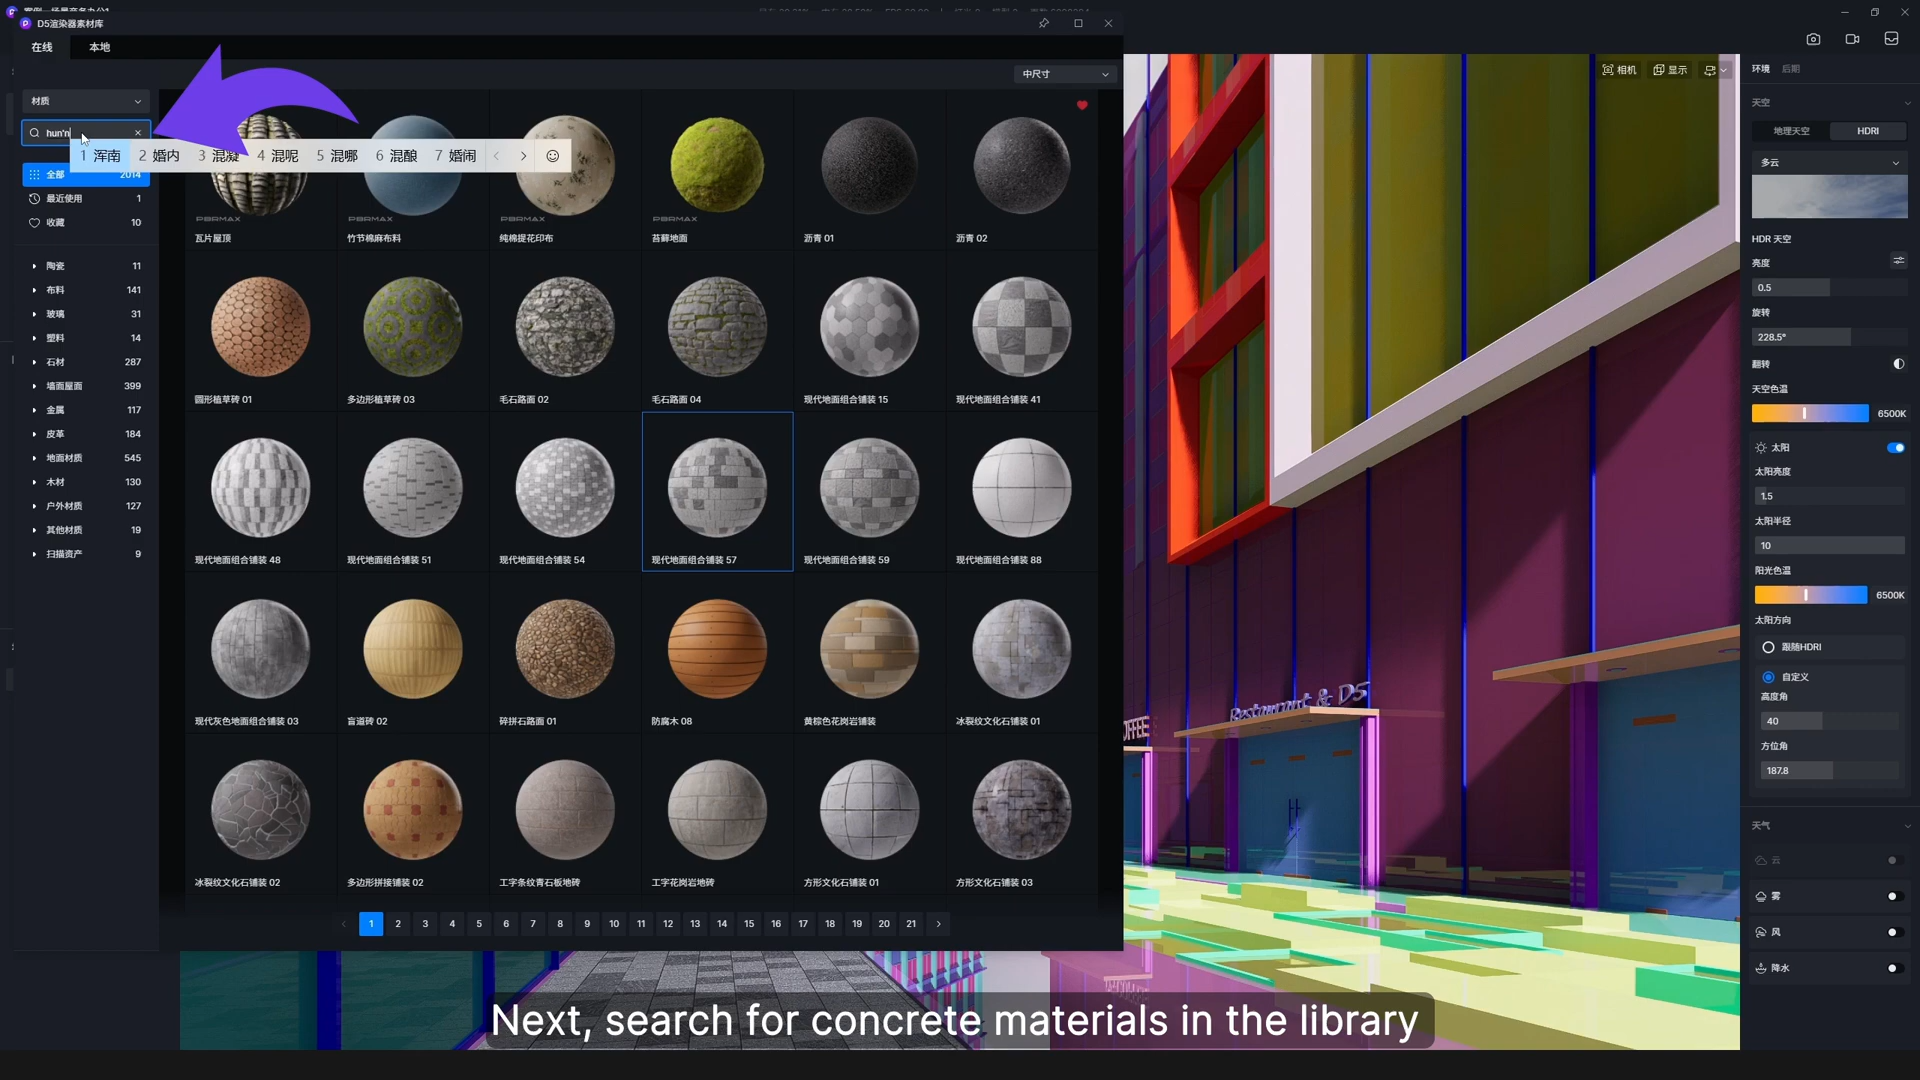 D5渲染器素材库
在线 本地
中尺寸
材质
hun'n
1 浑南 2 婚内 3 混凝 4 混呢 5 混哪 6 混酿 7 婚闹
全部 2014
最近使用 1
收藏 10
陶瓷 11
布料 141
玻璃 31
塑料 14
石材 287
墙面屋面 399
金属 117
皮革 184
地面材质 545
木材 130
户外材质 127
其他材质 19
扫描资产 9
PBRMAX PBRMAX PBRMAX PBRMAX
瓦片屋顶 竹节棉麻布料 纯棉提花印布 苔藓地面 沥青 01 沥青 02
圆形植草砖 01 多边形植草砖 03 毛石路面 02 毛石路面 04 现代地面组合铺装 15 现代地面组合铺装 41
现代地面组合铺装 48 现代地面组合铺装 51 现代地面组合铺装 54 现代地面组合铺装 57 现代地面组合铺装 59 现代地面组合铺装 88
现代灰色地面组合铺装 03 盲道砖 02 碎拼石路面 01 防腐木 08 黄棕色花岗岩铺装 冰裂纹文化石铺装 01
冰裂纹文化石铺装 02 多边形拼接铺装 02 工字条纹青石板地砖 工字花岗岩地砖 方形文化石铺装 01 方形文化石铺装 03
1 2 3 4 5 6 7 8 9 10 11 12 13 14 15 16 17 18 19 20 21
相机 显示
Restaurant & D5
OFFEE
环境 后期
天空
地理天空 HDRI
多云
HDR 天空
亮度
0.5
旋转
228.5°
翻转
天空色温
6500K
太阳
太阳亮度
1.5
太阳半径
10
阳光色温
6500K
太阳方向
跟随HDRI
自定义
高度角
40
方位角
187.8
天气
云
雾
风
降水
Next, search for concrete materials in the library